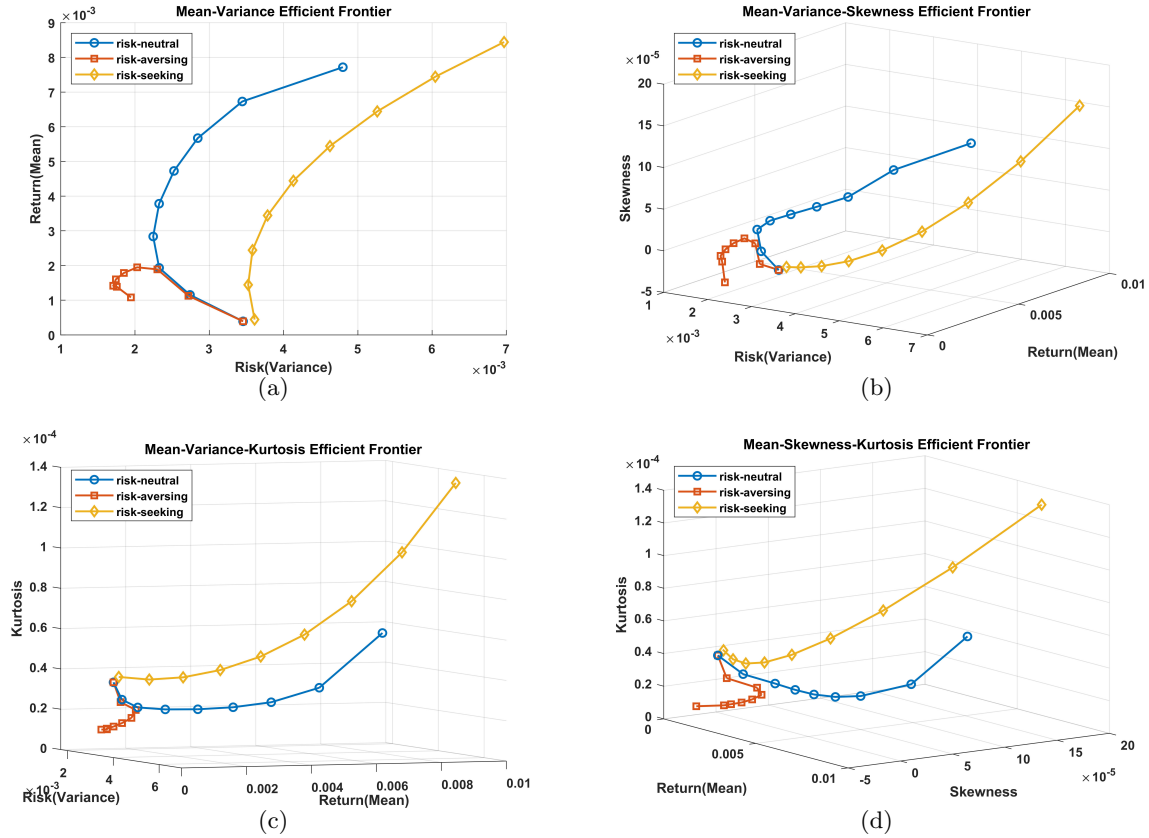 Mean-Variance Efficient Frontier
×10⁻³
9
8
7
6
5
4
3
2
1
0
Return(Mean)
risk-neutral
risk-aversing
risk-seeking
1 2 3 4 5 6 7
Risk(Variance)
×10⁻³
(a)
Mean-Variance-Skewness Efficient Frontier
×10⁻⁵
20
15
10
5
0
-5
Skewness
risk-neutral
risk-aversing
risk-seeking
1 2 3 4 5 6 7
×10⁻³
Risk(Variance)
0 0.005 0.01
Return(Mean)
(b)
Mean-Variance-Kurtosis Efficient Frontier
×10⁻⁴
1.4
1.2
1
0.8
0.6
0.4
0.2
0
Kurtosis
risk-neutral
risk-aversing
risk-seeking
2 4 6
×10⁻³
Risk(Variance)
0 0.002 0.004 0.006 0.008 0.01
Return(Mean)
(c)
Mean-Skewness-Kurtosis Efficient Frontier
×10⁻⁴
1.4
1.2
1
0.8
0.6
0.4
0.2
0
Kurtosis
risk-neutral
risk-aversing
risk-seeking
0 0.005 0.01
Return(Mean)
-5 0 5 10 15 20
×10⁻⁵
Skewness
(d)